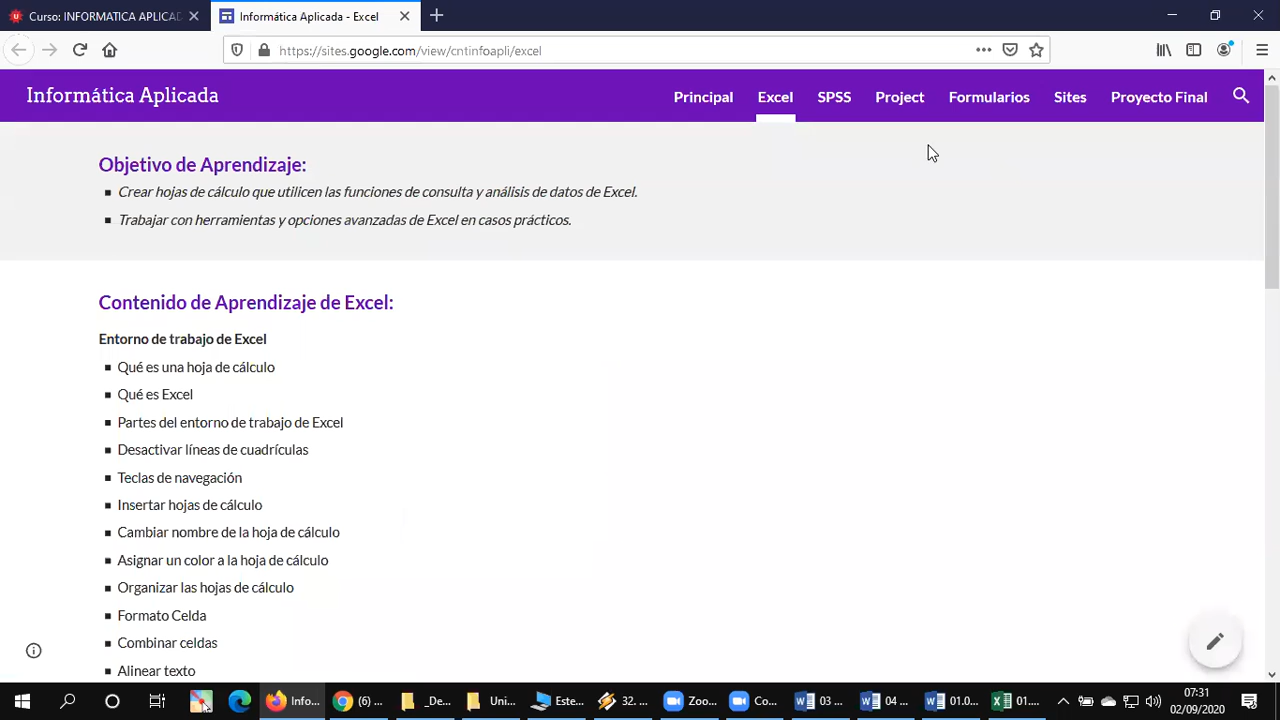 Curso: INFORMATICA APLICAD
Informática Aplicada - Excel
https://sites.google.com/view/cntinfoapli/excel
Informática Aplicada
Principal
Excel
SPSS
Project
Formularios
Sites
Proyecto Final
Objetivo de Aprendizaje:
Crear hojas de cálculo que utilicen las funciones de consulta y análisis de datos de Excel.
Trabajar con herramientas y opciones avanzadas de Excel en casos prácticos.
Contenido de Aprendizaje de Excel:
Entorno de trabajo de Excel
Qué es una hoja de cálculo
Qué es Excel
Partes del entorno de trabajo de Excel
Desactivar líneas de cuadrículas
Teclas de navegación
Insertar hojas de cálculo
Cambiar nombre de la hoja de cálculo
Asignar un color a la hoja de cálculo
Organizar las hojas de cálculo
Formato Celda
Combinar celdas
Alinear texto
Info...
(6) ...
_De...
Uni...
Este...
32. ...
Zoo...
Co...
03 ...
04 ...
01.0...
01....
07:31
02/09/2020